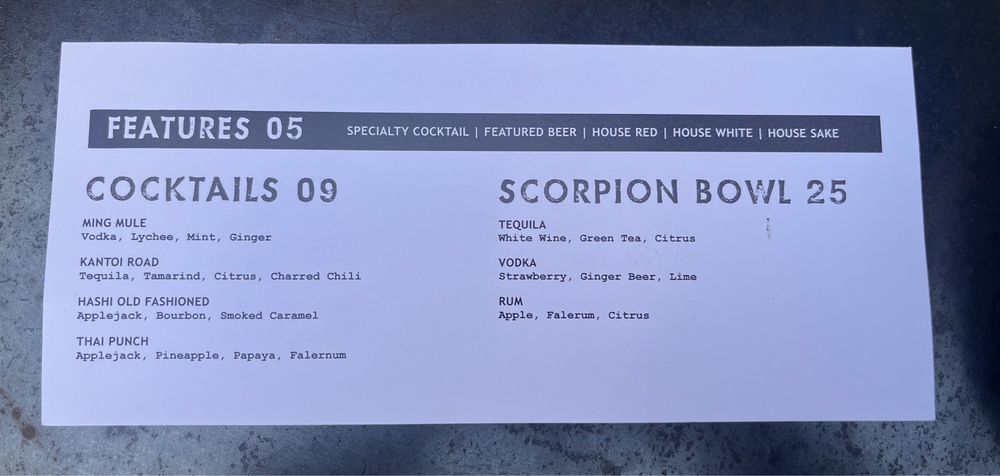 FEATURES 05
SPECIALTY COCKTAIL | FEATURED BEER | HOUSE RED | HOUSE WHITE | HOUSE SAKE
COCKTAILS 09
MING MULE
Vodka, Lychee, Mint, Ginger
KANTOI ROAD
Tequila, Tamarind, Citrus, Charred Chili
HASHI OLD FASHIONED
Applejack, Bourbon, Smoked Caramel
THAI PUNCH
Applejack, Pineapple, Papaya, Falernum
SCORPION BOWL 25
TEQUILA
White Wine, Green Tea, Citrus
VODKA
Strawberry, Ginger Beer, Lime
RUM
Apple, Falerum, Citrus